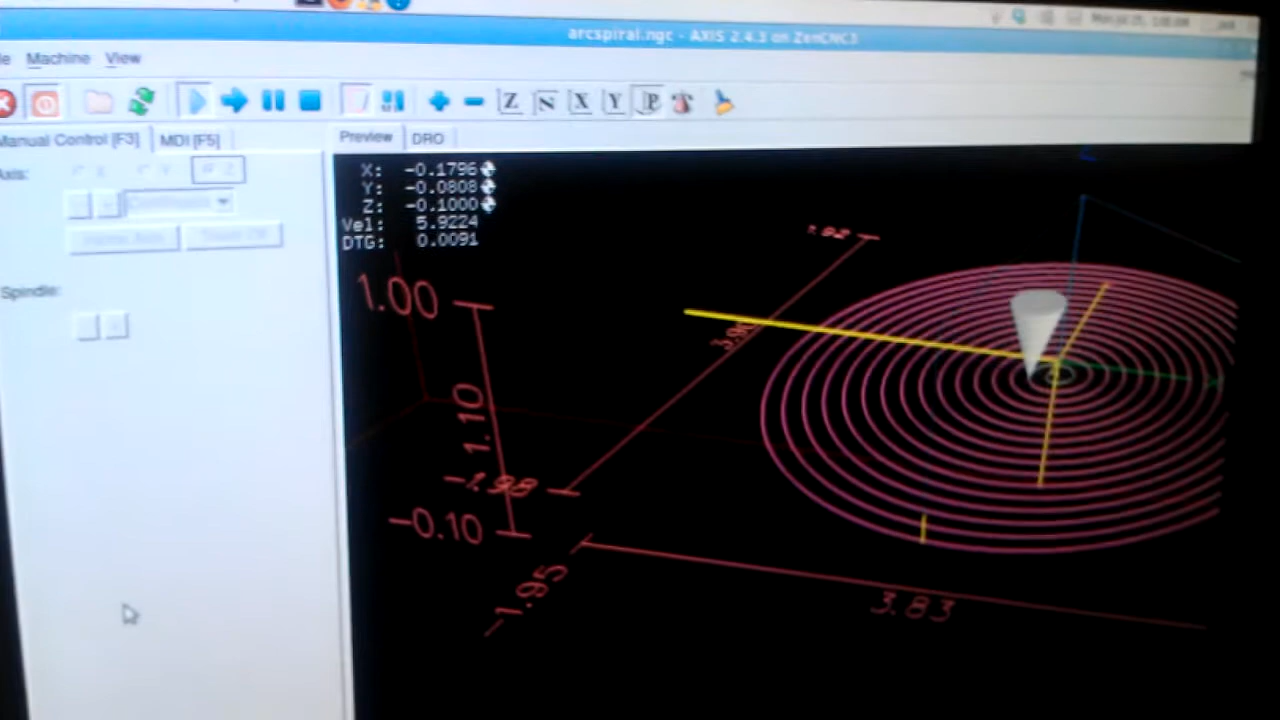 arcspiral.ngc - AXIS 2.4.3 on ZenCNC3
Machine View
Z N X Y P
Manual Control [F3] MDI [F5]
Preview DRO
Axis:
X: -0.1796
Y: -0.0808
Z: -0.1000
Vel: 5.9224
DTG: 0.0091
Spindle:
1.00
1.10
-0.10
-1.98
-1.95
3.83